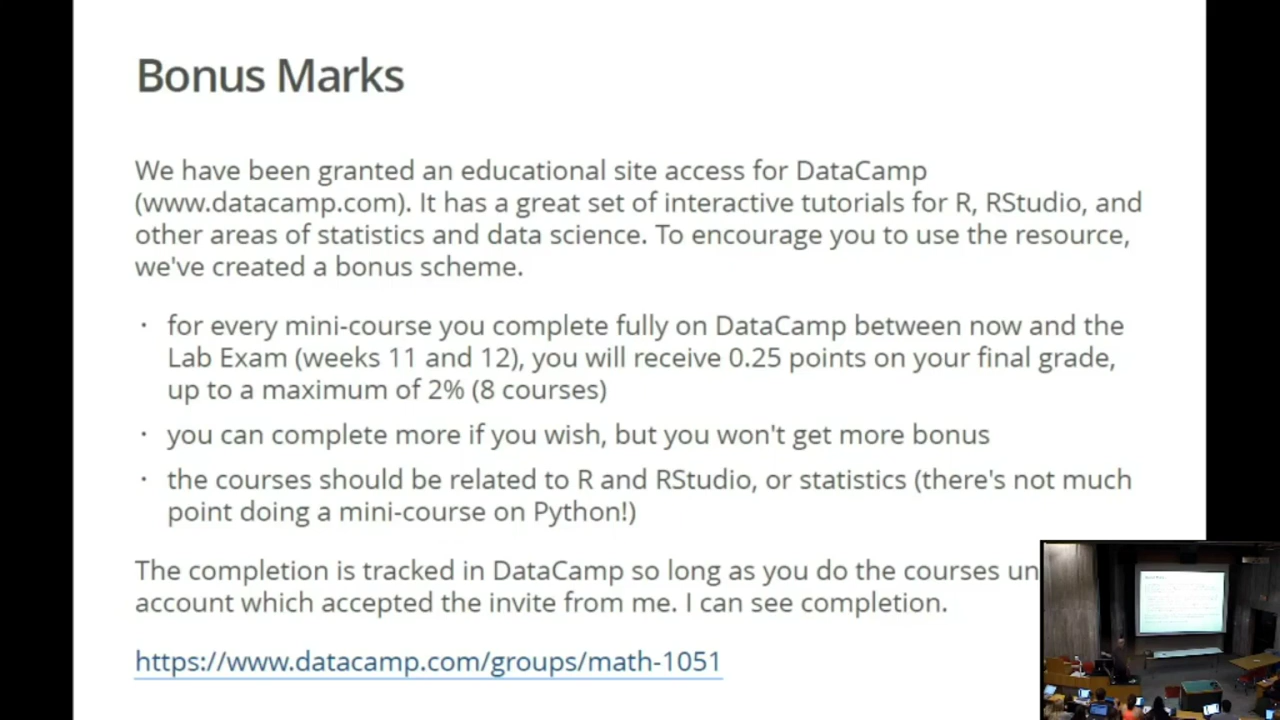 Bonus Marks
We have been granted an educational site access for DataCamp
(www.datacamp.com). It has a great set of interactive tutorials for R, RStudio, and
other areas of statistics and data science. To encourage you to use the resource,
we've created a bonus scheme.
· for every mini-course you complete fully on DataCamp between now and the
Lab Exam (weeks 11 and 12), you will receive 0.25 points on your final grade,
up to a maximum of 2% (8 courses)
· you can complete more if you wish, but you won't get more bonus
· the courses should be related to R and RStudio, or statistics (there's not much
point doing a mini-course on Python!)
The completion is tracked in DataCamp so long as you do the courses
account which accepted the invite from me. I can see completion.
https://www.datacamp.com/groups/math-1051